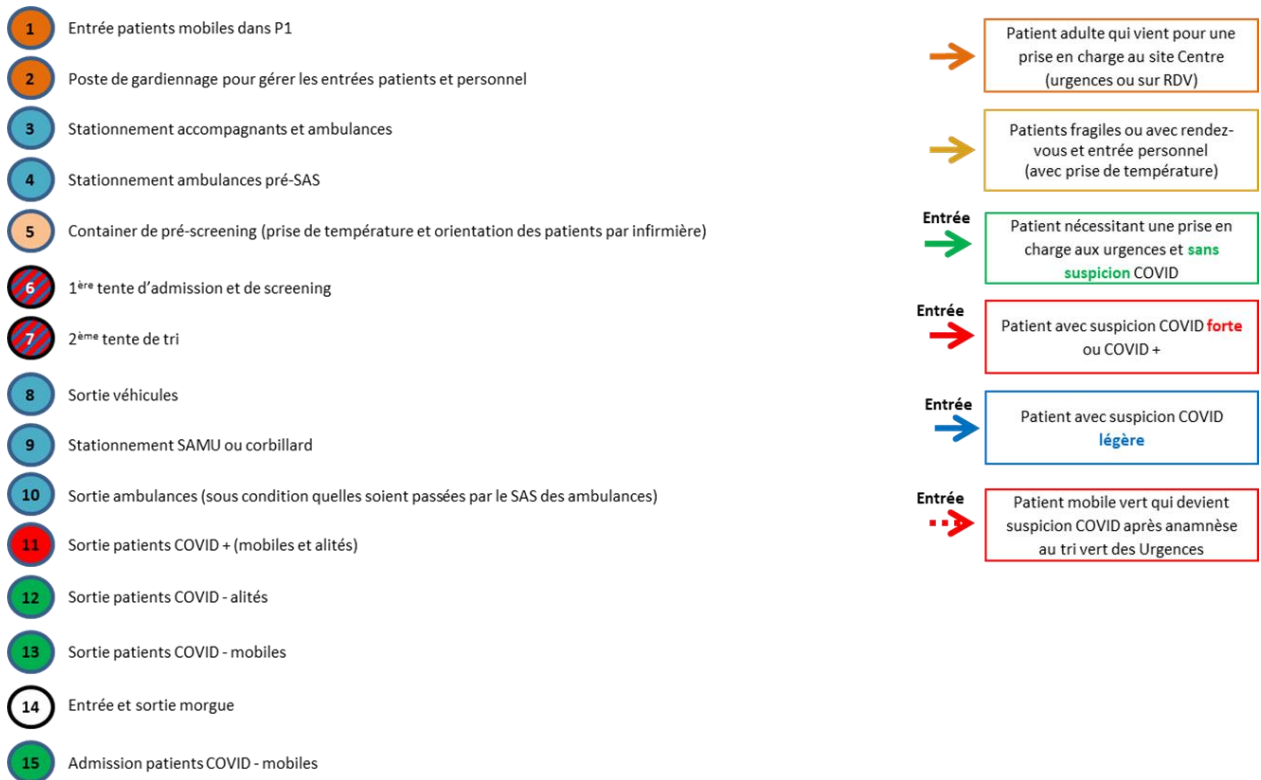 1 Entrée patients mobiles dans P1
2 Poste de gardiennage pour gérer les entrées patients et personnel
3 Stationnement accompagnants et ambulances
4 Stationnement ambulances pré-SAS
5 Container de pré-screening (prise de température et orientation des patients par infirmière)
6 1ère tente d'admission et de screening
7 2ème tente de tri
8 Sortie véhicules
9 Stationnement SAMU ou corbillard
10 Sortie ambulances (sous condition quelles soient passées par le SAS des ambulances)
11 Sortie patients COVID + (mobiles et alités)
12 Sortie patients COVID - alités
13 Sortie patients COVID - mobiles
14 Entrée et sortie morgue
15 Admission patients COVID - mobiles
Patient adulte qui vient pour une
prise en charge au site Centre
(urgences ou sur RDV)
Patients fragiles ou avec rendez-
vous et entrée personnel
(avec prise de température)
Entrée
Patient nécessitant une prise en
charge aux urgences et sans
suspicion COVID
Entrée
Patient avec suspicion COVID forte
ou COVID +
Entrée
Patient avec suspicion COVID
légère
Entrée
Patient mobile vert qui devient
suspicion COVID après anamnèse
au tri vert des Urgences